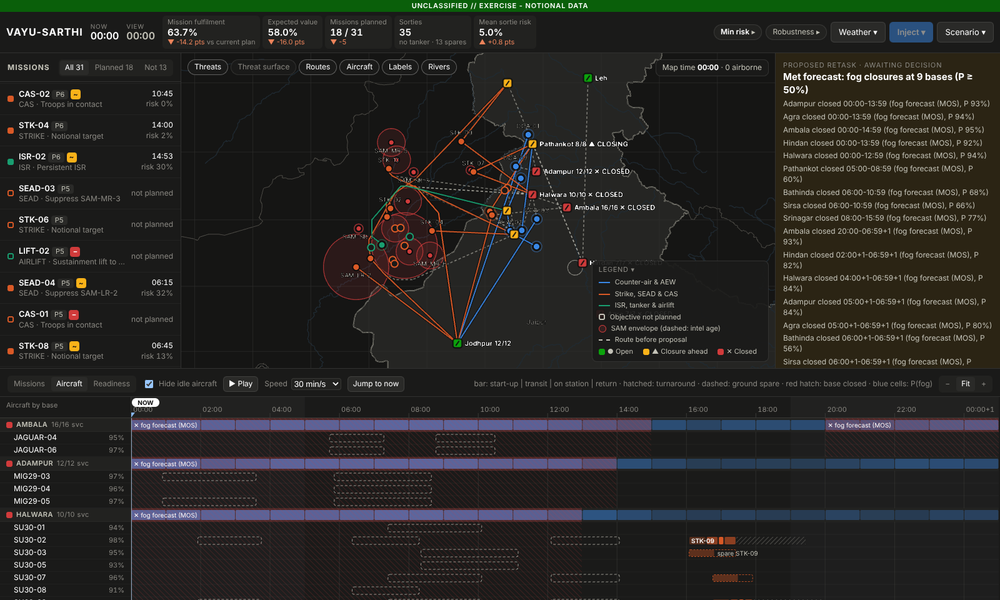 UNCLASSIFIED // EXERCISE - NOTIONAL DATA
VAYU-SARTHI
NOW
00:00
VIEW
00:00
Mission fulfilment
63.7%
▼ -14.2 pts vs current plan
Expected value
58.0%
▼ -16.0 pts
Missions planned
18 / 31
▼ -5
Sorties
35
no tanker · 13 spares
Mean sortie risk
5.0%
▲ +0.8 pts
Min risk ▸
Robustness ▸
Weather ▾
Inject ▾
Scenario ▾
MISSIONS
All 31
Planned 18
Not 13
CAS-02 P6 ~ 10:45
CAS · Troops in contact risk 0%
STK-04 P6 14:00
STRIKE · Notional target risk 2%
ISR-02 P6 ~ 14:53
ISR · Persistent ISR risk 30%
SEAD-03 P5 not planned
SEAD · Suppress SAM-MR-3
STK-06 P5 not planned
STRIKE · Notional target
LIFT-02 P5 – not planned
AIRLIFT · Sustainment lift to ...
SEAD-04 P5 ~ 06:15
SEAD · Suppress SAM-LR-2 risk 32%
CAS-01 P5 – not planned
CAS · Troops in contact
STK-08 P5 ~ 06:45
STRIKE · Notional target risk 13%
Threats
Threat surface
Routes
Aircraft
Labels
Rivers
Map time 00:00 · 0 airborne
Leh
Pathankot 8/8 ▲ CLOSING
Adampur 12/12 ✕ CLOSED
Halwara 10/10 ✕ CLOSED
Ambala 16/16 ✕ CLOSED
STK-07
STK-02
STK-04
SAM-LR-2
Jaipur
Jodhpur 12/12
LEGEND ▾
Counter-air & AEW
Strike, SEAD & CAS
ISR, tanker & airlift
Objective not planned
SAM envelope (dashed: intel age)
Route before proposal
● Open
▲ Closure ahead
✕ Closed
PROPOSED RETASK · AWAITING DECISION
Met forecast: fog closures at 9 bases (P ≥
50%)
Adampur closed 00:00-13:59 (fog forecast (MOS), P 93%)
Agra closed 00:00-13:59 (fog forecast (MOS), P 94%)
Ambala closed 00:00-14:59 (fog forecast (MOS), P 95%)
Hindan closed 00:00-13:59 (fog forecast (MOS), P 92%)
Halwara closed 00:00-12:59 (fog forecast (MOS), P 94%)
Pathankot closed 05:00-08:59 (fog forecast (MOS), P
60%)
Bathinda closed 06:00-10:59 (fog forecast (MOS), P 68%)
Sirsa closed 06:00-10:59 (fog forecast (MOS), P 66%)
Srinagar closed 08:00-15:59 (fog forecast (MOS), P 77%)
Ambala closed 20:00-06:59+1 (fog forecast (MOS), P
93%)
Hindan closed 02:00+1-06:59+1 (fog forecast (MOS), P
82%)
Halwara closed 04:00+1-06:59+1 (fog forecast (MOS), P
84%)
Adampur closed 05:00+1-06:59+1 (fog forecast (MOS), P
84%)
Agra closed 05:00+1-06:59+1 (fog forecast (MOS), P 80%)
Bathinda closed 06:00+1-06:59+1 (fog forecast (MOS), P
56%)
Sirsa closed 06:00+1-06:59+1 (fog forecast (MOS), P
Missions
Aircraft
Readiness
Hide idle aircraft
▶ Play
Speed
30 min/s
Jump to now
bar: start-up | transit | on station | return · hatched: turnaround · dashed: ground spare · red hatch: base closed · blue cells: P(fog)
−
Fit
+
Aircraft by base
NOW
00:00 02:00 04:00 06:00 08:00 10:00 12:00 14:00 16:00 18:00 20:00 22:00 00:00+1
AMBALA 16/16 svc ✕ fog forecast (MOS) ✕ fog forecast (MOS)
JAGUAR-04 95%
JAGUAR-06 97%
ADAMPUR 12/12 svc ✕ fog forecast (MOS)
MIG29-03 97%
MIG29-04 96%
MIG29-05 97%
HALWARA 10/10 svc ✕ fog forecast (MOS)
SU30-01 94%
SU30-02 98% STK-09
SU30-03 95% spare STK-09
SU30-05 93%
SU30-07 96%
SU30-08 91%